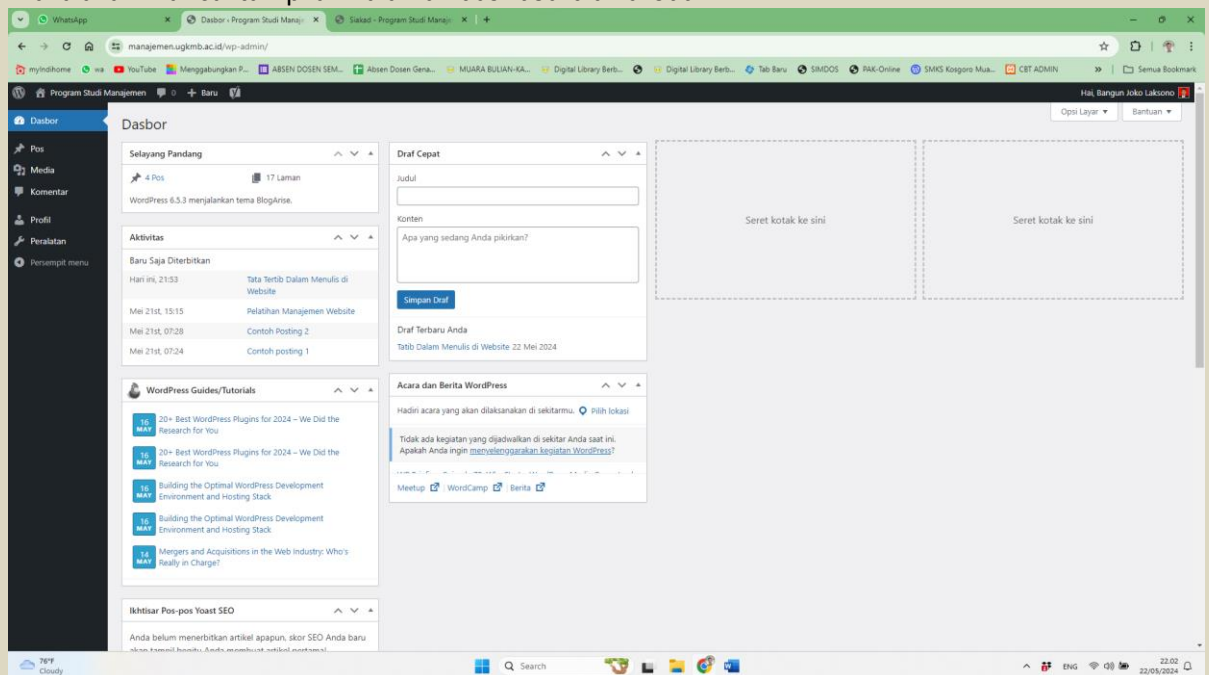 WhatsApp
Dasbor ‹ Program Studi Manaje
Siakad - Program Studi Manaje
manajemen.ugkmb.ac.id/wp-admin/
myIndihome
wa
YouTube
Menggabungkan P...
ABSEN DOSEN SEM...
Absen Dosen Gena...
MUARA BULIAN-KA...
Digital Library Berb...
Digital Library Berb...
Tab Baru
SIMDOS
PAK-Online
SMKS Kosgoro Mua...
CBT ADMIN
»
Semua Bookmark
Program Studi Manajemen
0
+ Baru
Hai, Bangun Joko Laksono
Dasbor
Pos
Media
Komentar
Profil
Peralatan
Persempit menu
Opsi Layar
Bantuan
Dasbor
Selayang Pandang
4 Pos
17 Laman
WordPress 6.5.3 menjalankan tema BlogArise.
Aktivitas
Baru Saja Diterbitkan
Hari ini, 21:53
Tata Tertib Dalam Menulis di
Website
Mei 21st, 15:15
Pelatihan Manajemen Website
Mei 21st, 07:28
Contoh Posting 2
Mei 21st, 07:24
Contoh posting 1
WordPress Guides/Tutorials
16
MAY
20+ Best WordPress Plugins for 2024 – We Did the
Research for You
16
MAY
20+ Best WordPress Plugins for 2024 – We Did the
Research for You
16
MAY
Building the Optimal WordPress Development
Environment and Hosting Stack
16
MAY
Building the Optimal WordPress Development
Environment and Hosting Stack
14
MAY
Mergers and Acquisitions in the Web Industry: Who's
Really in Charge?
Ikhtisar Pos-pos Yoast SEO
Anda belum menerbitkan artikel apapun, skor SEO Anda baru
Draf Cepat
Judul
Konten
Apa yang sedang Anda pikirkan?
Simpan Draf
Draf Terbaru Anda
Tatib Dalam Menulis di Website 22 Mei 2024
Acara dan Berita WordPress
Hadiri acara yang akan dilaksanakan di sekitarmu.
Pilih lokasi
Tidak ada kegiatan yang dijadwalkan di sekitar Anda saat ini.
Apakah Anda ingin menyelenggarakan kegiatan WordPress?
Meetup
WordCamp
Berita
Seret kotak ke sini
Seret kotak ke sini
76°F
Cloudy
Search
ENG
22.02
22/05/2024